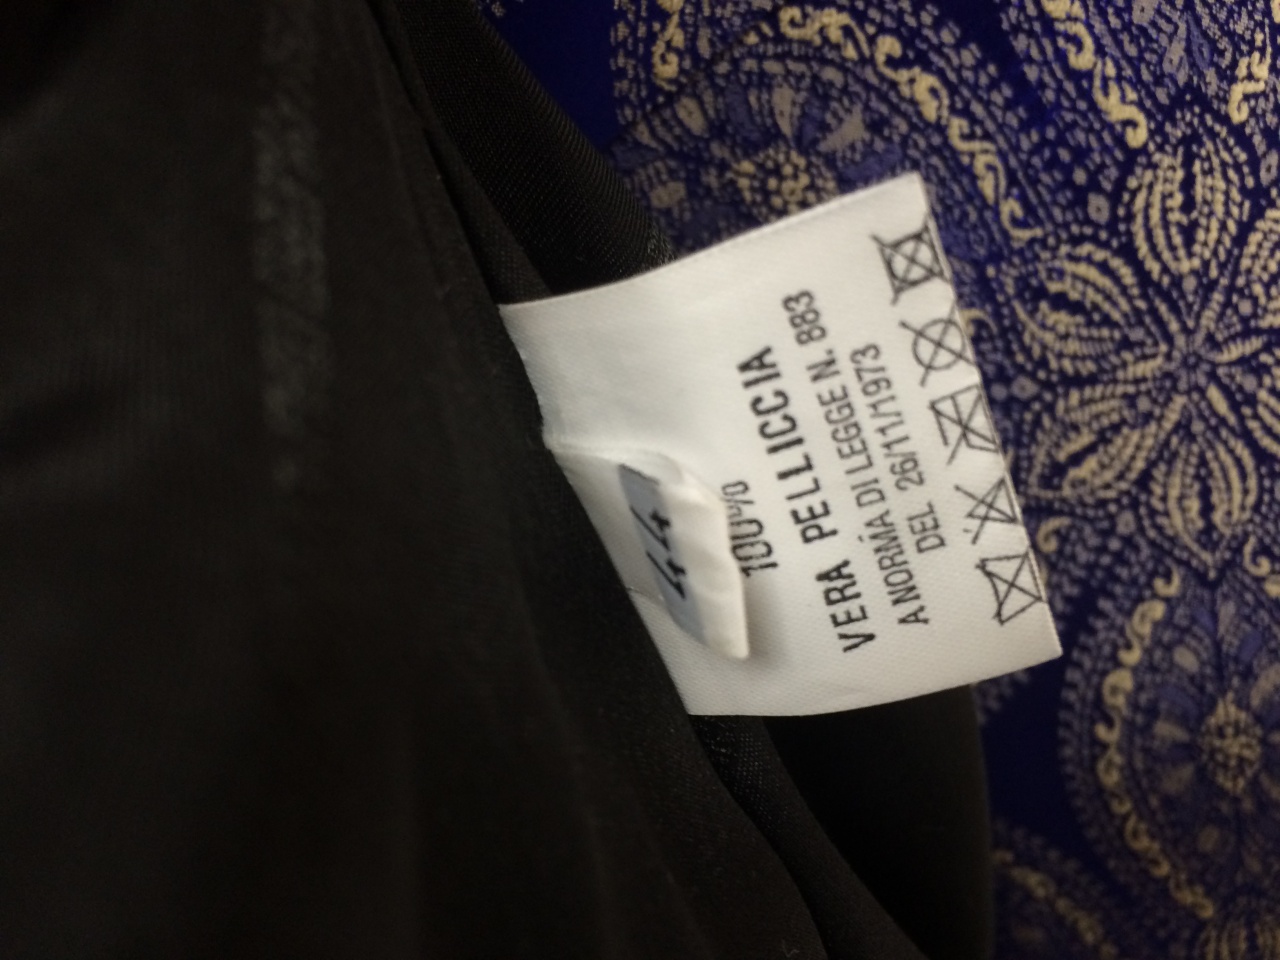 100%
VERA PELLICCIA
A NORMA DI LEGGE N. 883
DEL 26/11/1973
44